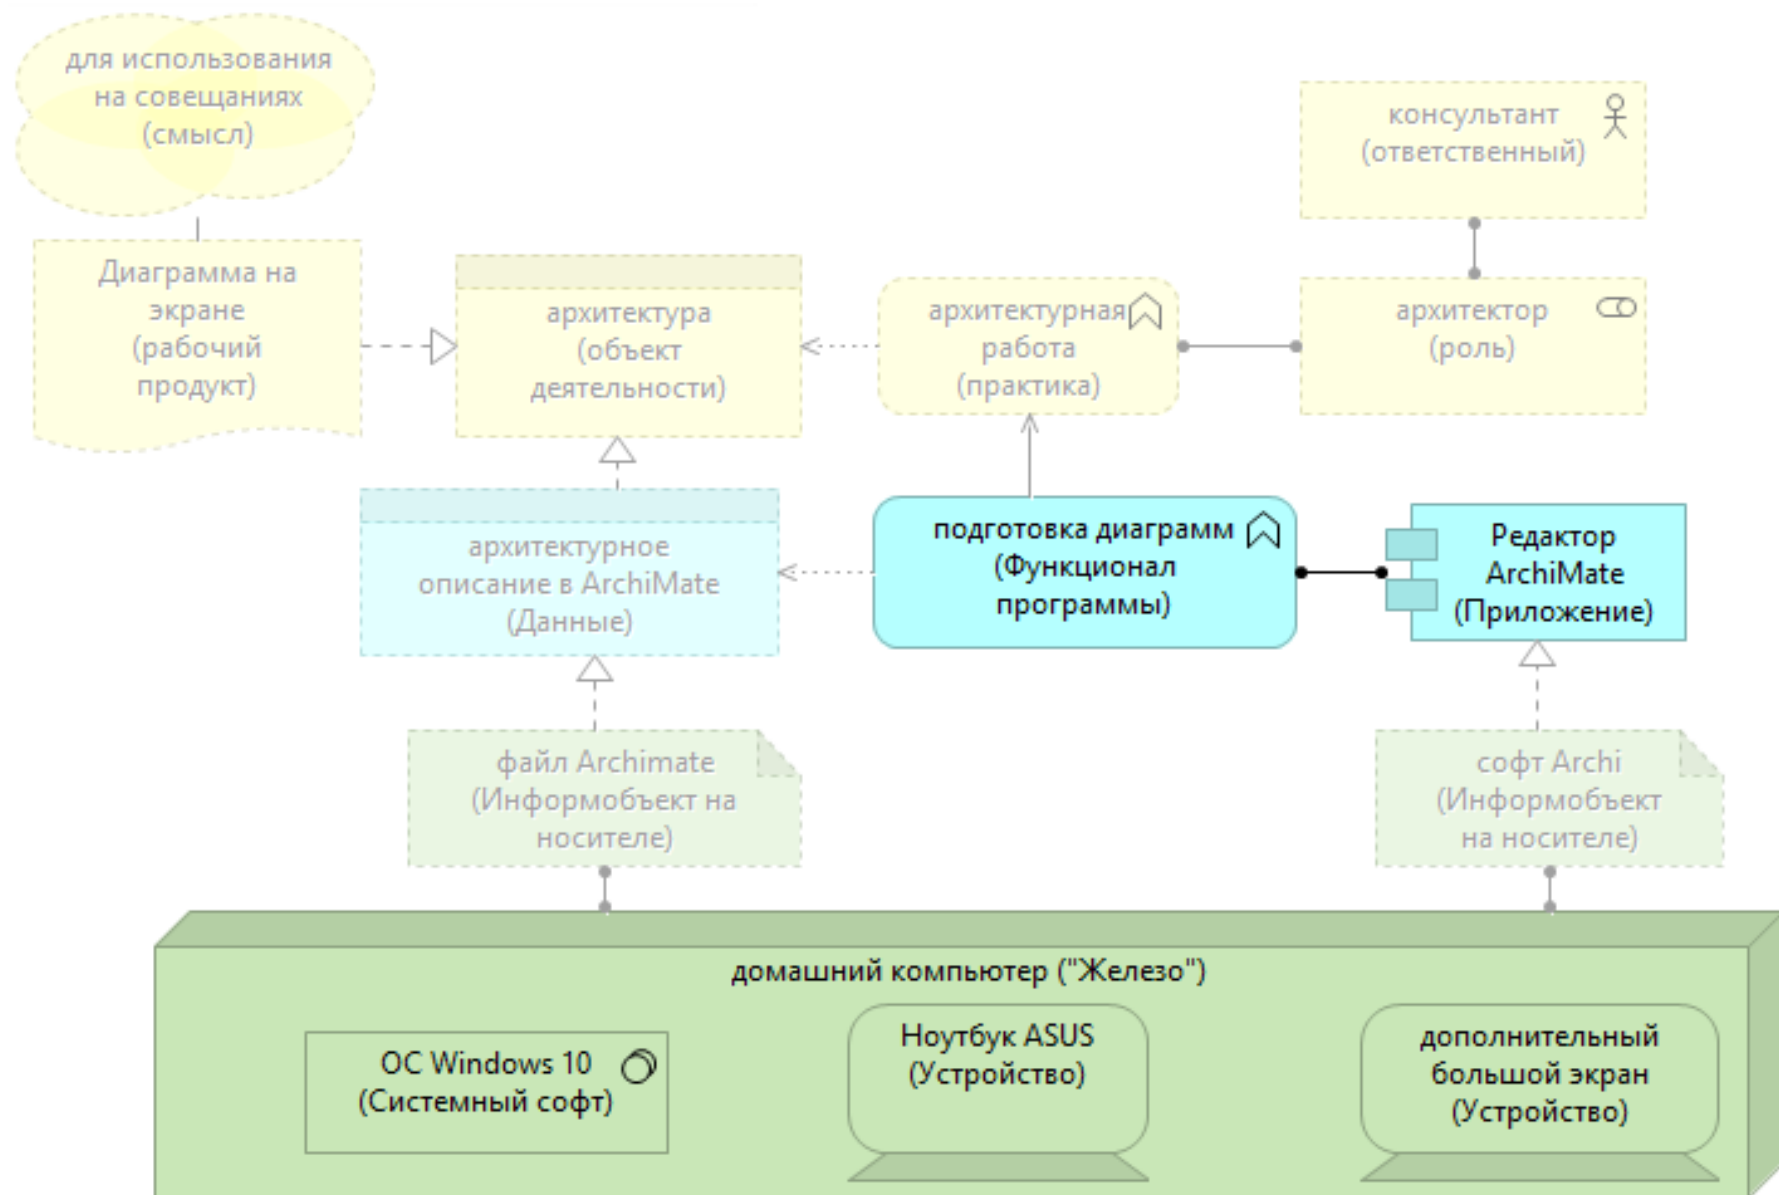 для использования
на совещаниях
(смысл)
консультант
(ответственный)
Диаграмма на
экране
(рабочий
продукт)
архитектура
(объект
деятельности)
архитектурная
работа
(практика)
архитектор
(роль)
архитектурное
описание в ArchiMate
(Данные)
подготовка диаграмм
(Функционал
программы)
Редактор
ArchiMate
(Приложение)
файл Archimate
(Информобъект на
носителе)
софт Archi
(Информобъект
на носителе)
домашний компьютер ("Железо")
ОС Windows 10
(Системный софт)
Ноутбук ASUS
(Устройство)
дополнительный
большой экран
(Устройство)